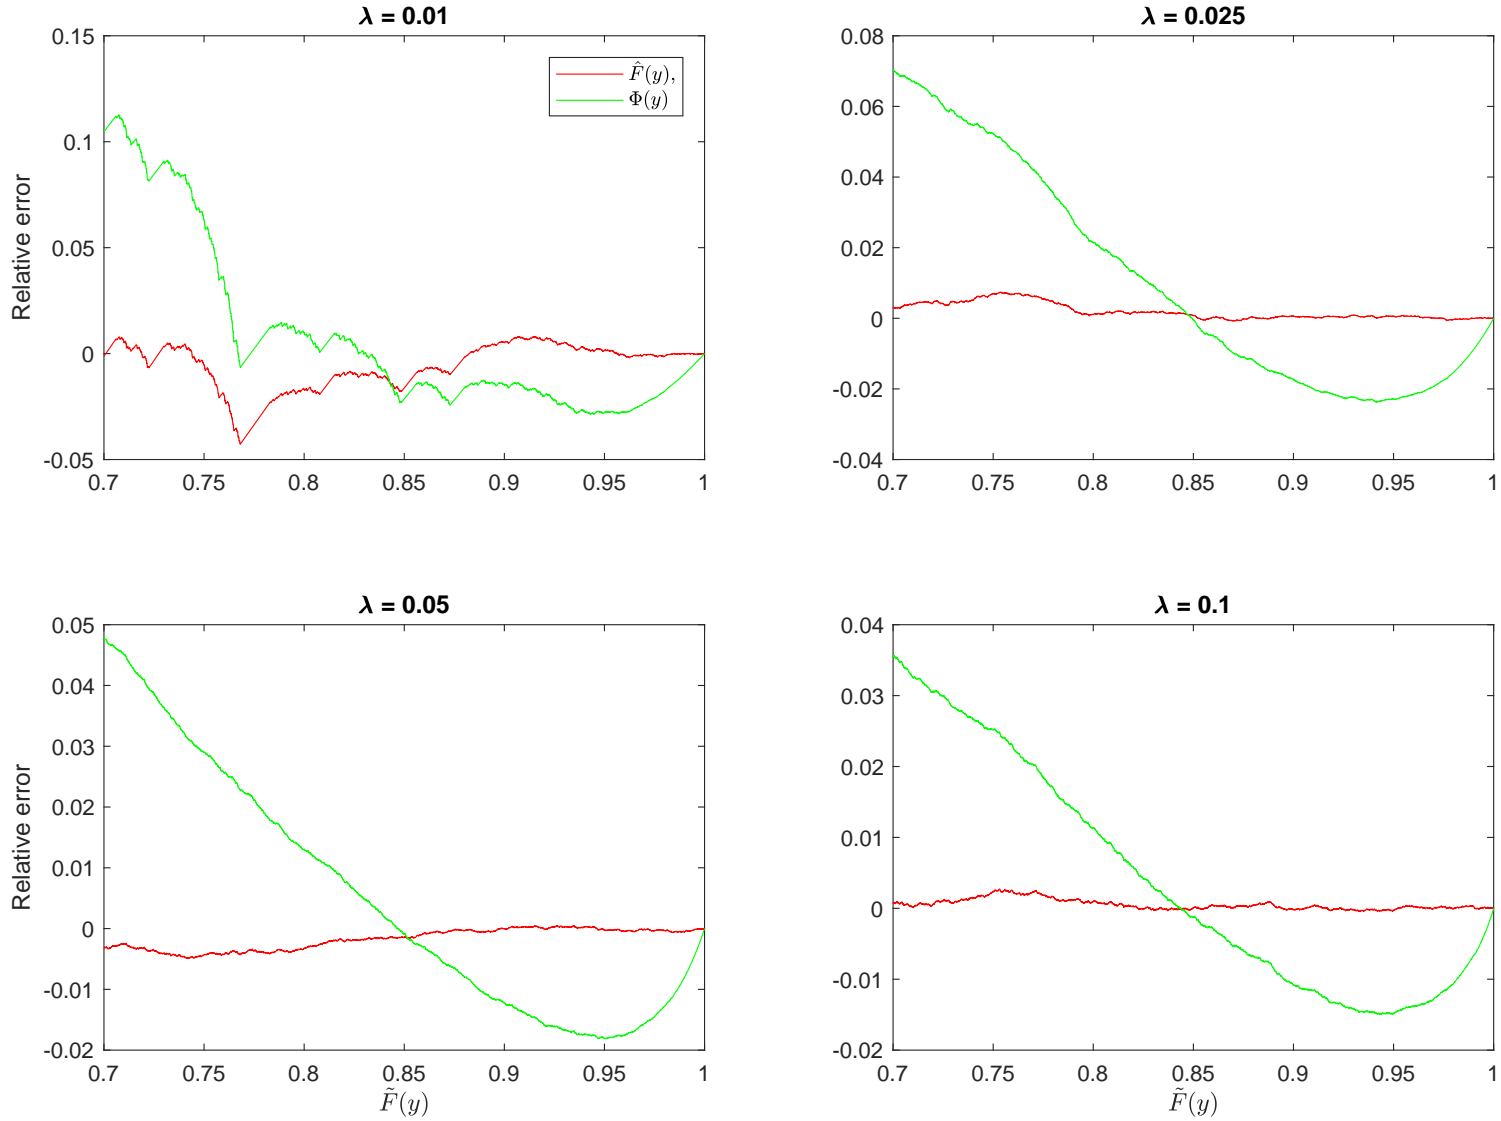 λ = 0.01
0.15
0.1
0.05
0
-0.05
0.7 0.75 0.8 0.85 0.9 0.95 1
Relative error
F̂(y),
Φ(y)
λ = 0.025
0.08
0.06
0.04
0.02
0
-0.02
-0.04
0.7 0.75 0.8 0.85 0.9 0.95 1
λ = 0.05
0.05
0.04
0.03
0.02
0.01
0
-0.01
-0.02
0.7 0.75 0.8 0.85 0.9 0.95 1
Relative error
F̃(y)
λ = 0.1
0.04
0.03
0.02
0.01
0
-0.01
-0.02
0.7 0.75 0.8 0.85 0.9 0.95 1
F̃(y)